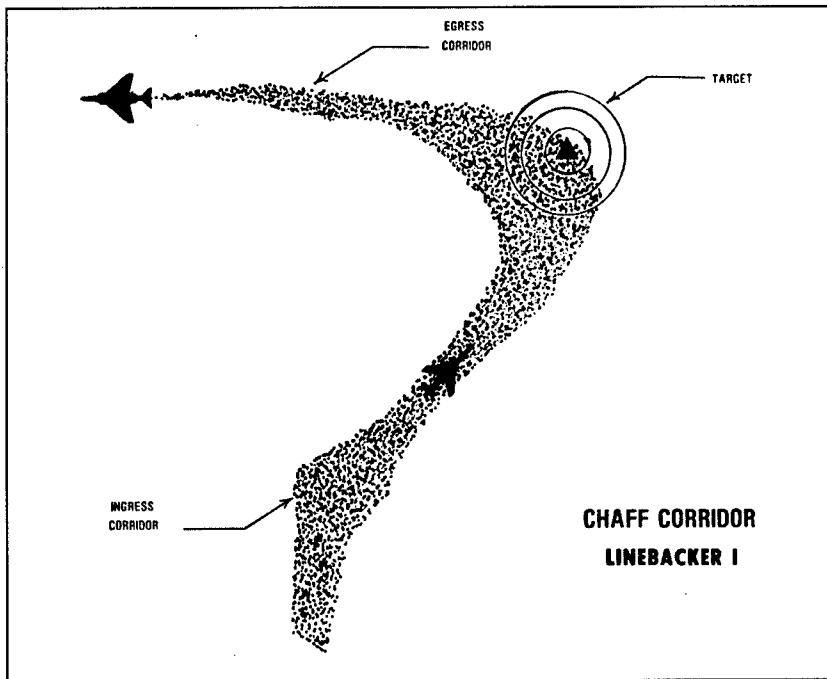 EGRESS
CORRIDOR
TARGET
INGRESS
CORRIDOR
CHAFF CORRIDOR
LINEBACKER I